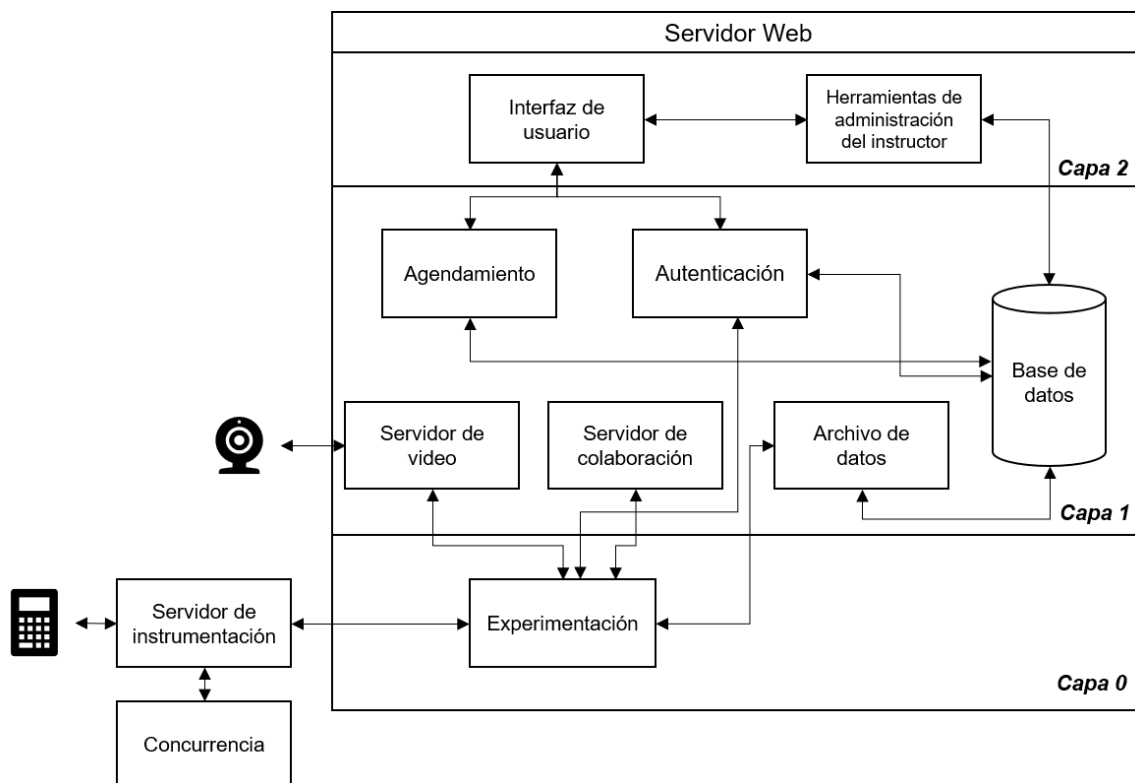 Servidor Web
Interfaz de
usuario
Herramientas de
administración
del instructor
Capa 2
Agendamiento
Autenticación
Base de
datos
Servidor de
video
Servidor de
colaboración
Archivo de
datos
Capa 1
Servidor de
instrumentación
Experimentación
Capa 0
Concurrencia